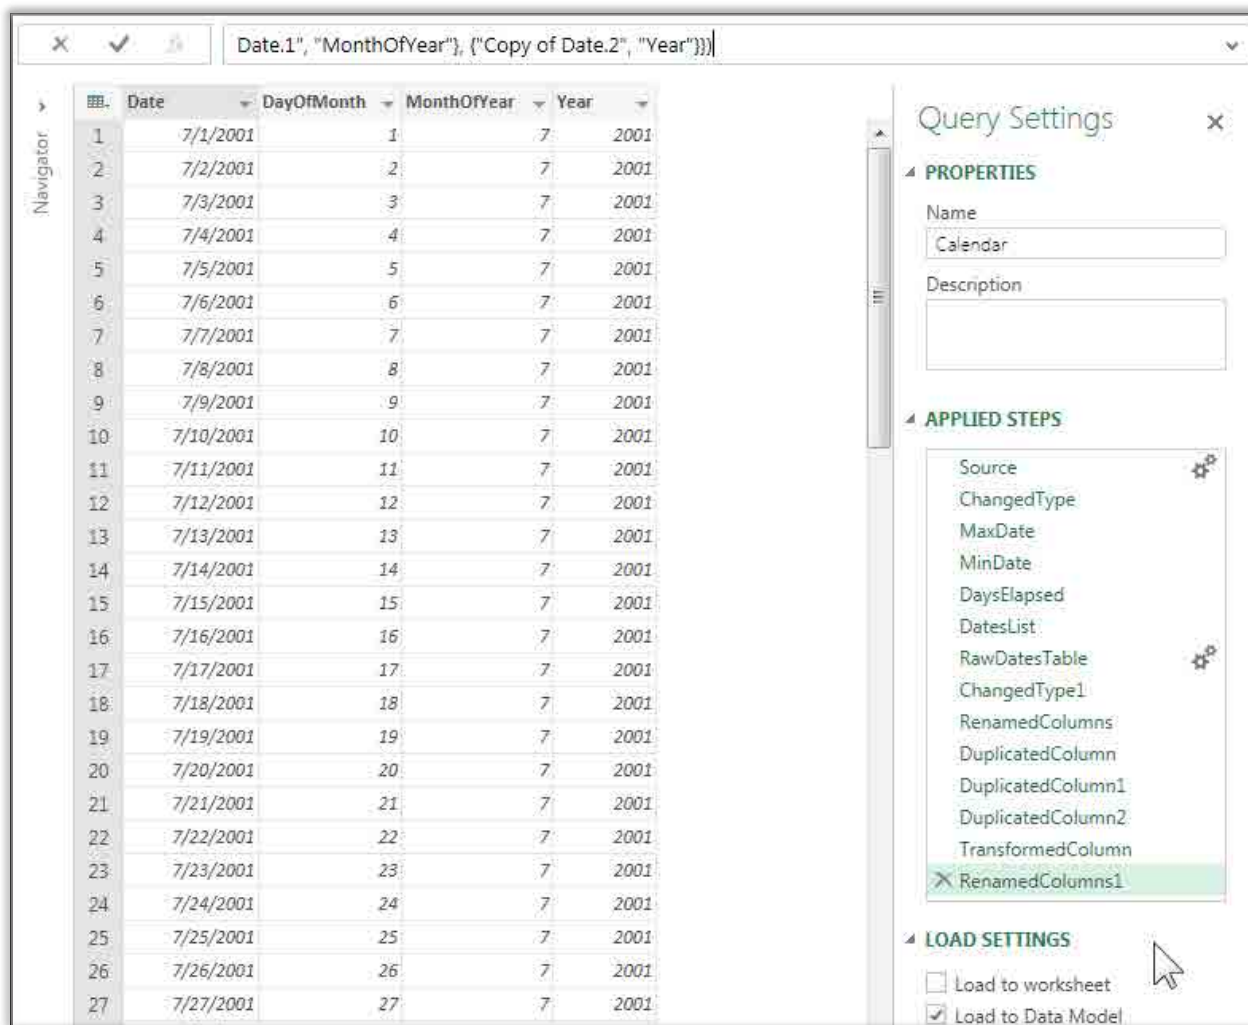 Date.1", "MonthOfYear"}, {"Copy of Date.2", "Year"}})
Navigator
Date DayOfMonth MonthOfYear Year
1 7/1/2001 1 7 2001
2 7/2/2001 2 7 2001
3 7/3/2001 3 7 2001
4 7/4/2001 4 7 2001
5 7/5/2001 5 7 2001
6 7/6/2001 6 7 2001
7 7/7/2001 7 7 2001
8 7/8/2001 8 7 2001
9 7/9/2001 9 7 2001
10 7/10/2001 10 7 2001
11 7/11/2001 11 7 2001
12 7/12/2001 12 7 2001
13 7/13/2001 13 7 2001
14 7/14/2001 14 7 2001
15 7/15/2001 15 7 2001
16 7/16/2001 16 7 2001
17 7/17/2001 17 7 2001
18 7/18/2001 18 7 2001
19 7/19/2001 19 7 2001
20 7/20/2001 20 7 2001
21 7/21/2001 21 7 2001
22 7/22/2001 22 7 2001
23 7/23/2001 23 7 2001
24 7/24/2001 24 7 2001
25 7/25/2001 25 7 2001
26 7/26/2001 26 7 2001
27 7/27/2001 27 7 2001
Query Settings
PROPERTIES
Name
Calendar
Description
APPLIED STEPS
Source
ChangedType
MaxDate
MinDate
DaysElapsed
DatesList
RawDatesTable
ChangedType1
RenamedColumns
DuplicatedColumn
DuplicatedColumn1
DuplicatedColumn2
TransformedColumn
RenamedColumns1
LOAD SETTINGS
Load to worksheet
Load to Data Model